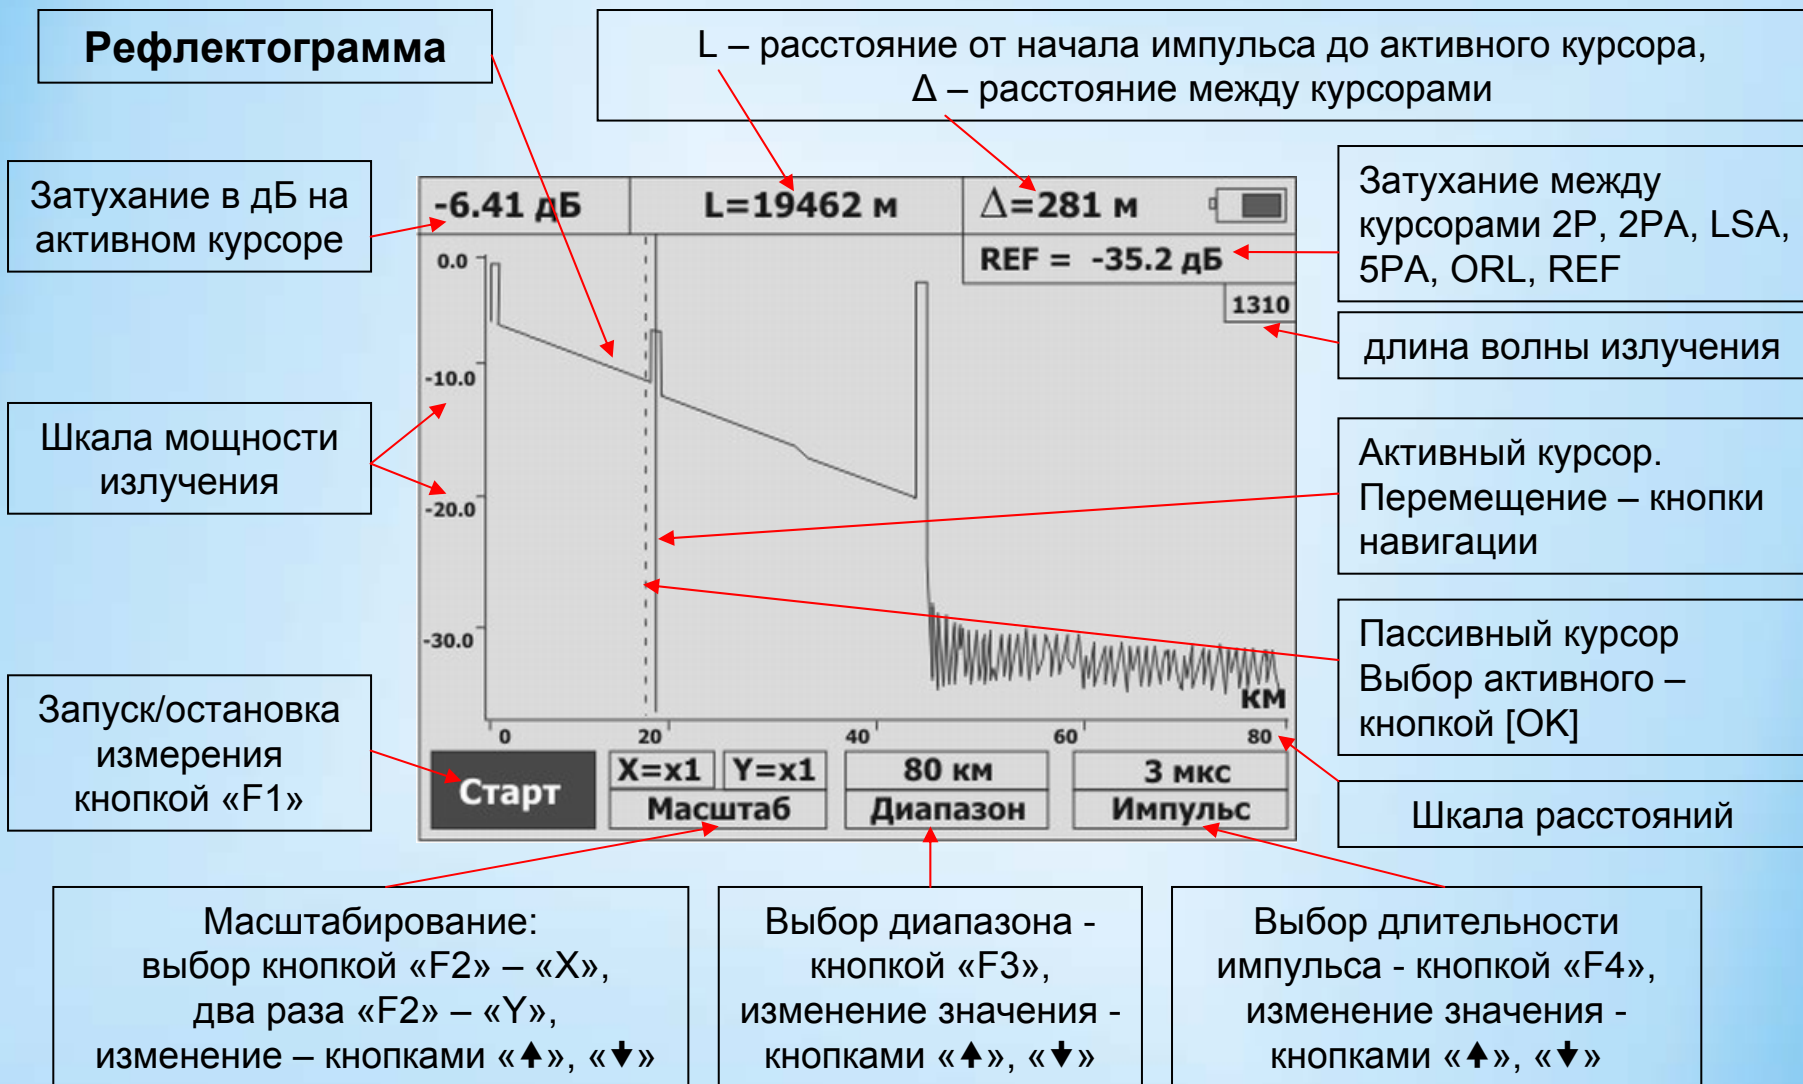 Рефлектограмма
L – расстояние от начала импульса до активного курсора,
Δ – расстояние между курсорами
Затухание в дБ на
активном курсоре
Шкала мощности
излучения
Запуск/остановка
измерения
кнопкой «F1»
-6.41 дБ
L=19462 м
Δ=281 м
REF = -35.2 дБ
1310
0.0
-10.0
-20.0
-30.0
км
0
20
40
60
80
Старт
X=x1
Y=x1
Масштаб
80 км
Диапазон
3 мкс
Импульс
Затухание между
курсорами 2P, 2PA, LSA,
5PA, ORL, REF
длина волны излучения
Активный курсор.
Перемещение – кнопки
навигации
Пассивный курсор
Выбор активного –
кнопкой [OK]
Шкала расстояний
Масштабирование:
выбор кнопкой «F2» – «X»,
два раза «F2» – «Y»,
изменение – кнопками «🠹», «🠻»
Выбор диапазона -
кнопкой «F3»,
изменение значения -
кнопками «🠹», «🠻»
Выбор длительности
импульса - кнопкой «F4»,
изменение значения -
кнопками «🠹», «🠻»